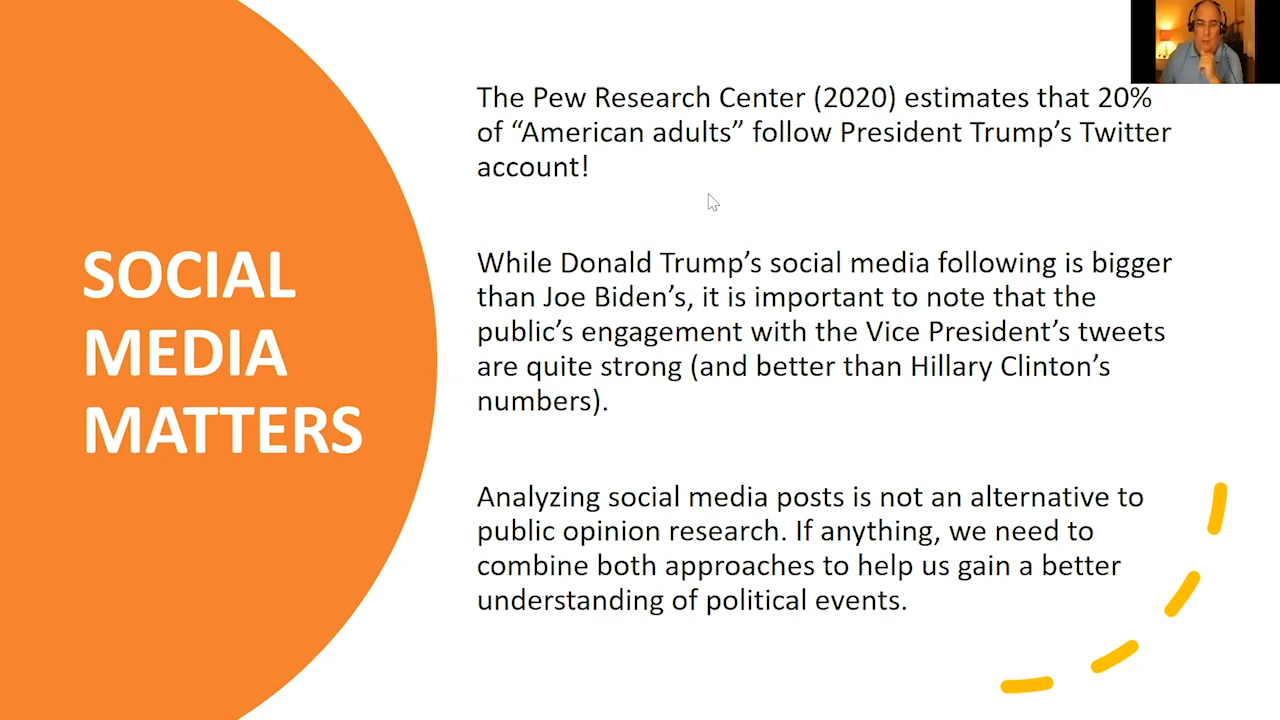 SOCIAL
MEDIA
MATTERS
The Pew Research Center (2020) estimates that 20%
of “American adults” follow President Trump’s Twitter
account!
While Donald Trump’s social media following is bigger
than Joe Biden’s, it is important to note that the
public’s engagement with the Vice President’s tweets
are quite strong (and better than Hillary Clinton’s
numbers).
Analyzing social media posts is not an alternative to
public opinion research. If anything, we need to
combine both approaches to help us gain a better
understanding of political events.